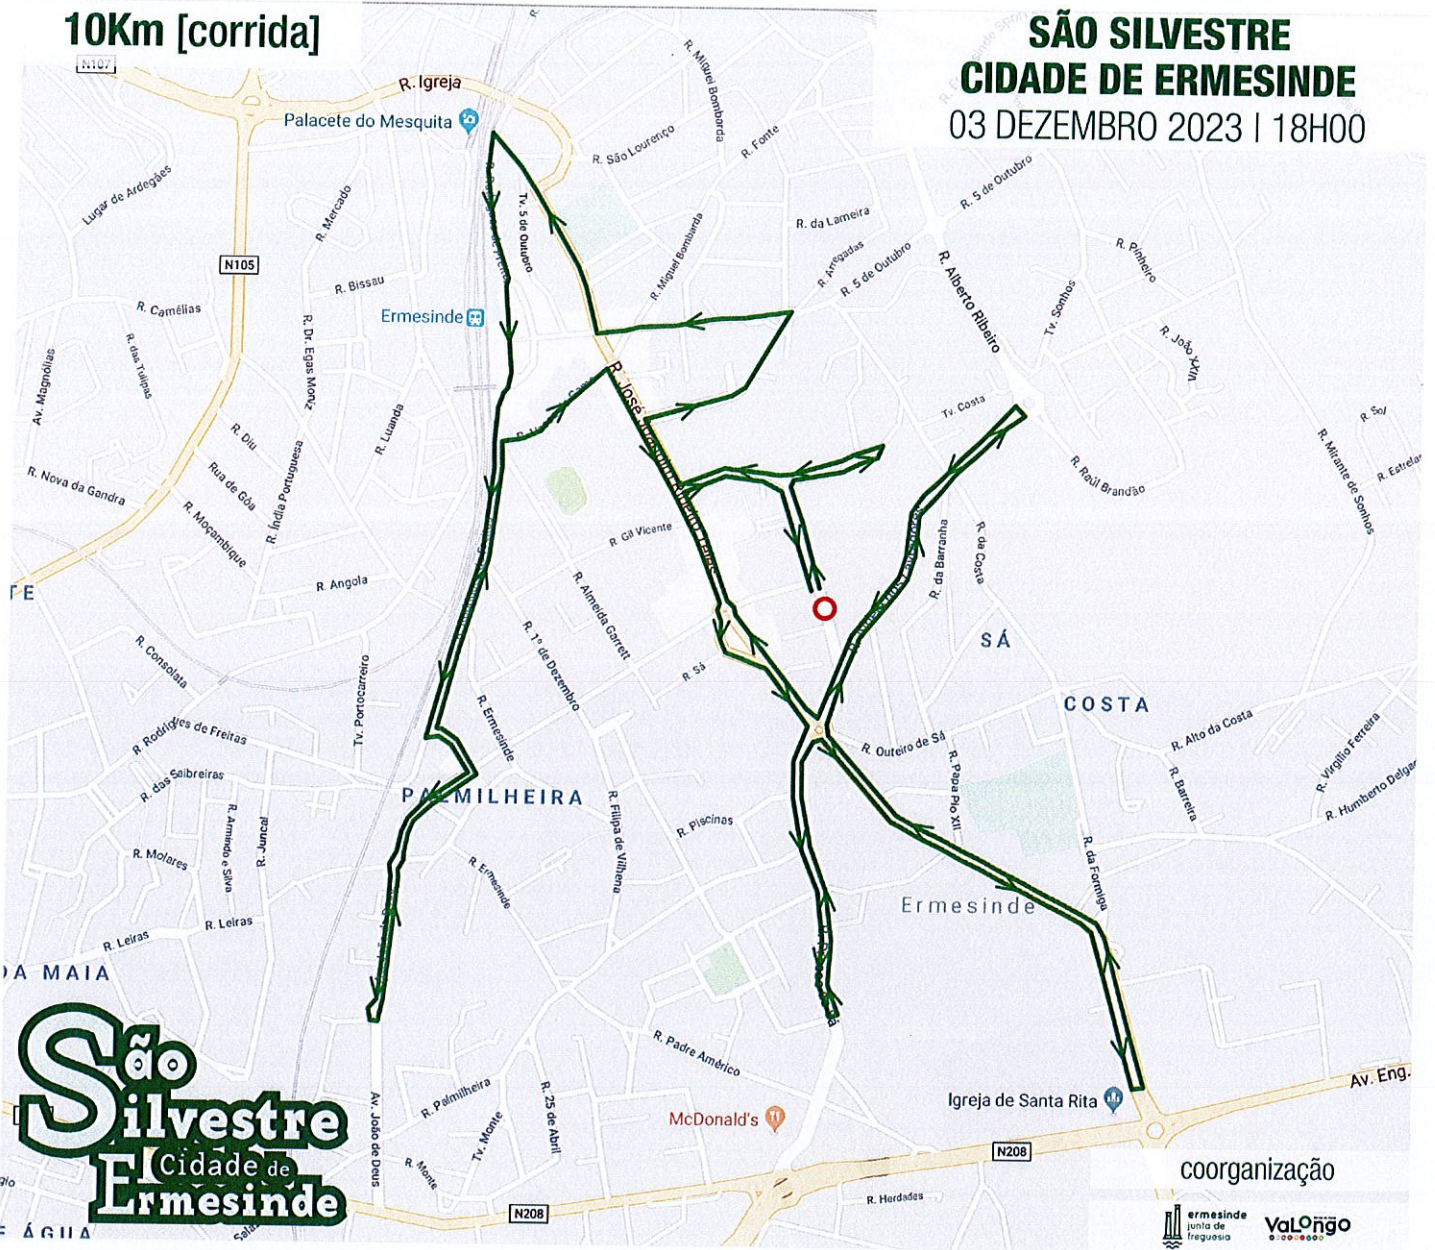 10Km [corrida]
SÃO SILVESTRE
CIDADE DE ERMESINDE
03 DEZEMBRO 2023 | 18H00
N107
R. Igreja
Palacete do Mesquita
R. Miguel Bombarda
R. São Lourenço
R. Fonte
R. 5 de Outubro
Lugar de Ardegães
R. Mercado
Tv. 5 de Outubro
R. Miguel Bombarda
R. da Lameira
R. Arregadas
R. 5 de Outubro
R. Alberto Ribeiro
R. Pinheiro
N105
R. Bissau
Tv. Sonhos
R. Camélias
Ermesinde
R. João XXIII
R. das Tulipas
R. Dr. Egas Moniz
Av. Magnólias
R. José Joaquim Ribeiro Teles
Tv. Costa
R. Sol
R. Luanda
R. Diu
R. Mirante de Sonhos
R. Estrelas
R. Nova da Gandra
Rua de Gôa
R. Índia Portuguesa
R. Raúl Brandão
R. Moçambique
R. Gil Vicente
R. da Barranha
R. da Costa
R. Angola
R. Almeida Garrett
TE
R. 1º de Dezembro
SÁ
R. Consolata
Tv. Portocarreiro
R. Sá
R. Ermesinde
COSTA
R. Rodrigues de Freitas
R. Outeiro de Sá
R. Alto da Costa
R. Virgílio Ferreira
R. das Saibreiras
PALMILHEIRA
R. Papa Pio XII
R. Barreira
R. Humberto Delgado
R. Armindo e Silva
R. Juncal
R. Filipa de Vilhena
R. Piscinas
R. Molares
R. Ermesinde
R. da Formiga
Ermesinde
R. Leiras
R. Leiras
DA MAIA
R. Padre Américo
São
Silvestre
Cidade de
Ermesinde
Av. João de Deus
R. Palmilheira
Tv. Monte
R. 25 de Abril
McDonald's
Igreja de Santa Rita
Av. Eng.
R. Monte
N208
N208
R. Herdades
E ÁGUA
coorganização
ermesinde
junta de
freguesia
Valongo